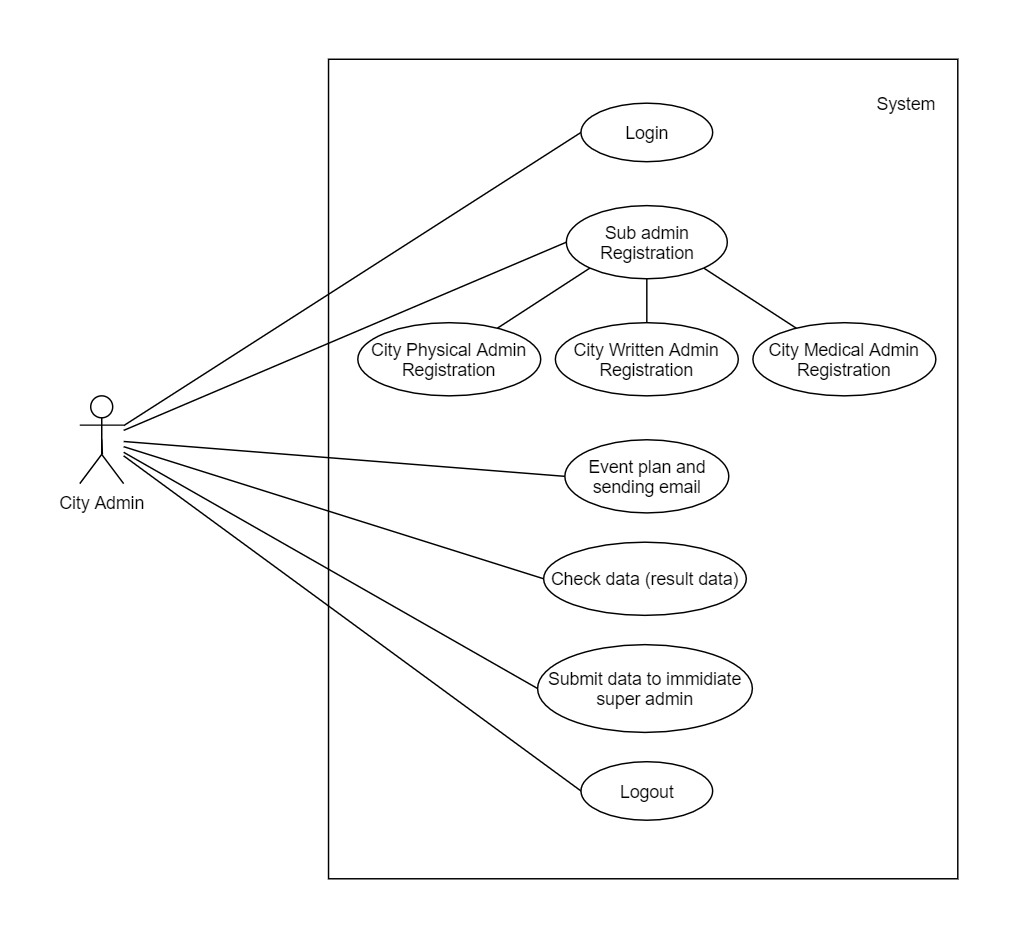 System
Login
Sub admin
Registration
City Physical Admin
Registration
City Written Admin
Registration
City Medical Admin
Registration
City Admin
Event plan and
sending email
Check data (result data)
Submit data to immidiate
super admin
Logout